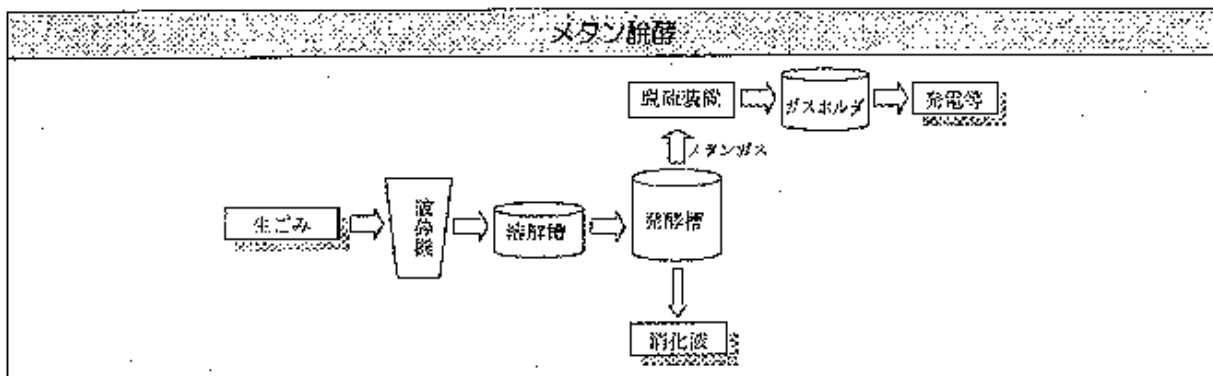 メタン醗酵
脱硫装置
ガスホルダ
発電等
メタンガス
生ごみ
破砕機
溶解槽
発酵槽
消化液